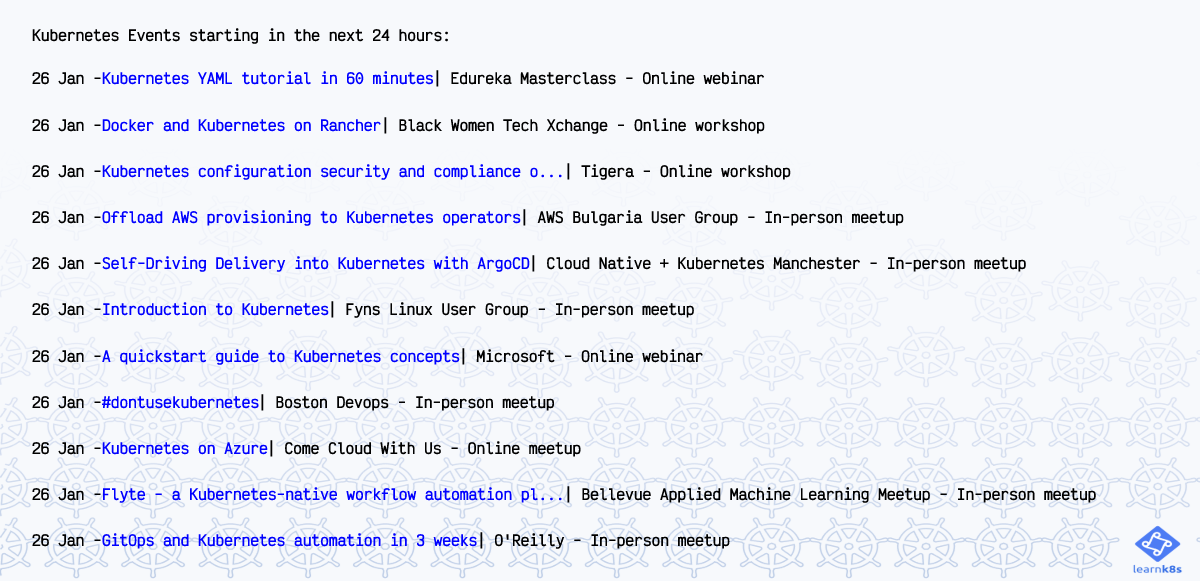 Kubernetes Events starting in the next 24 hours:
26 Jan -Kubernetes YAML tutorial in 60 minutes| Edureka Masterclass - Online webinar
26 Jan -Docker and Kubernetes on Rancher| Black Women Tech Xchange - Online workshop
26 Jan -Kubernetes configuration security and compliance o...| Tigera - Online workshop
26 Jan -Offload AWS provisioning to Kubernetes operators| AWS Bulgaria User Group - In-person meetup
26 Jan -Self-Driving Delivery into Kubernetes with ArgoCD| Cloud Native + Kubernetes Manchester - In-person meetup
26 Jan -Introduction to Kubernetes| Fyns Linux User Group - In-person meetup
26 Jan -A quickstart guide to Kubernetes concepts| Microsoft - Online webinar
26 Jan -#dontusekubernetes| Boston Devops - In-person meetup
26 Jan -Kubernetes on Azure| Come Cloud With Us - Online meetup
26 Jan -Flyte - a Kubernetes-native workflow automation pl...| Bellevue Applied Machine Learning Meetup - In-person meetup
26 Jan -GitOps and Kubernetes automation in 3 weeks| O'Reilly - In-person meetup
learnk8s